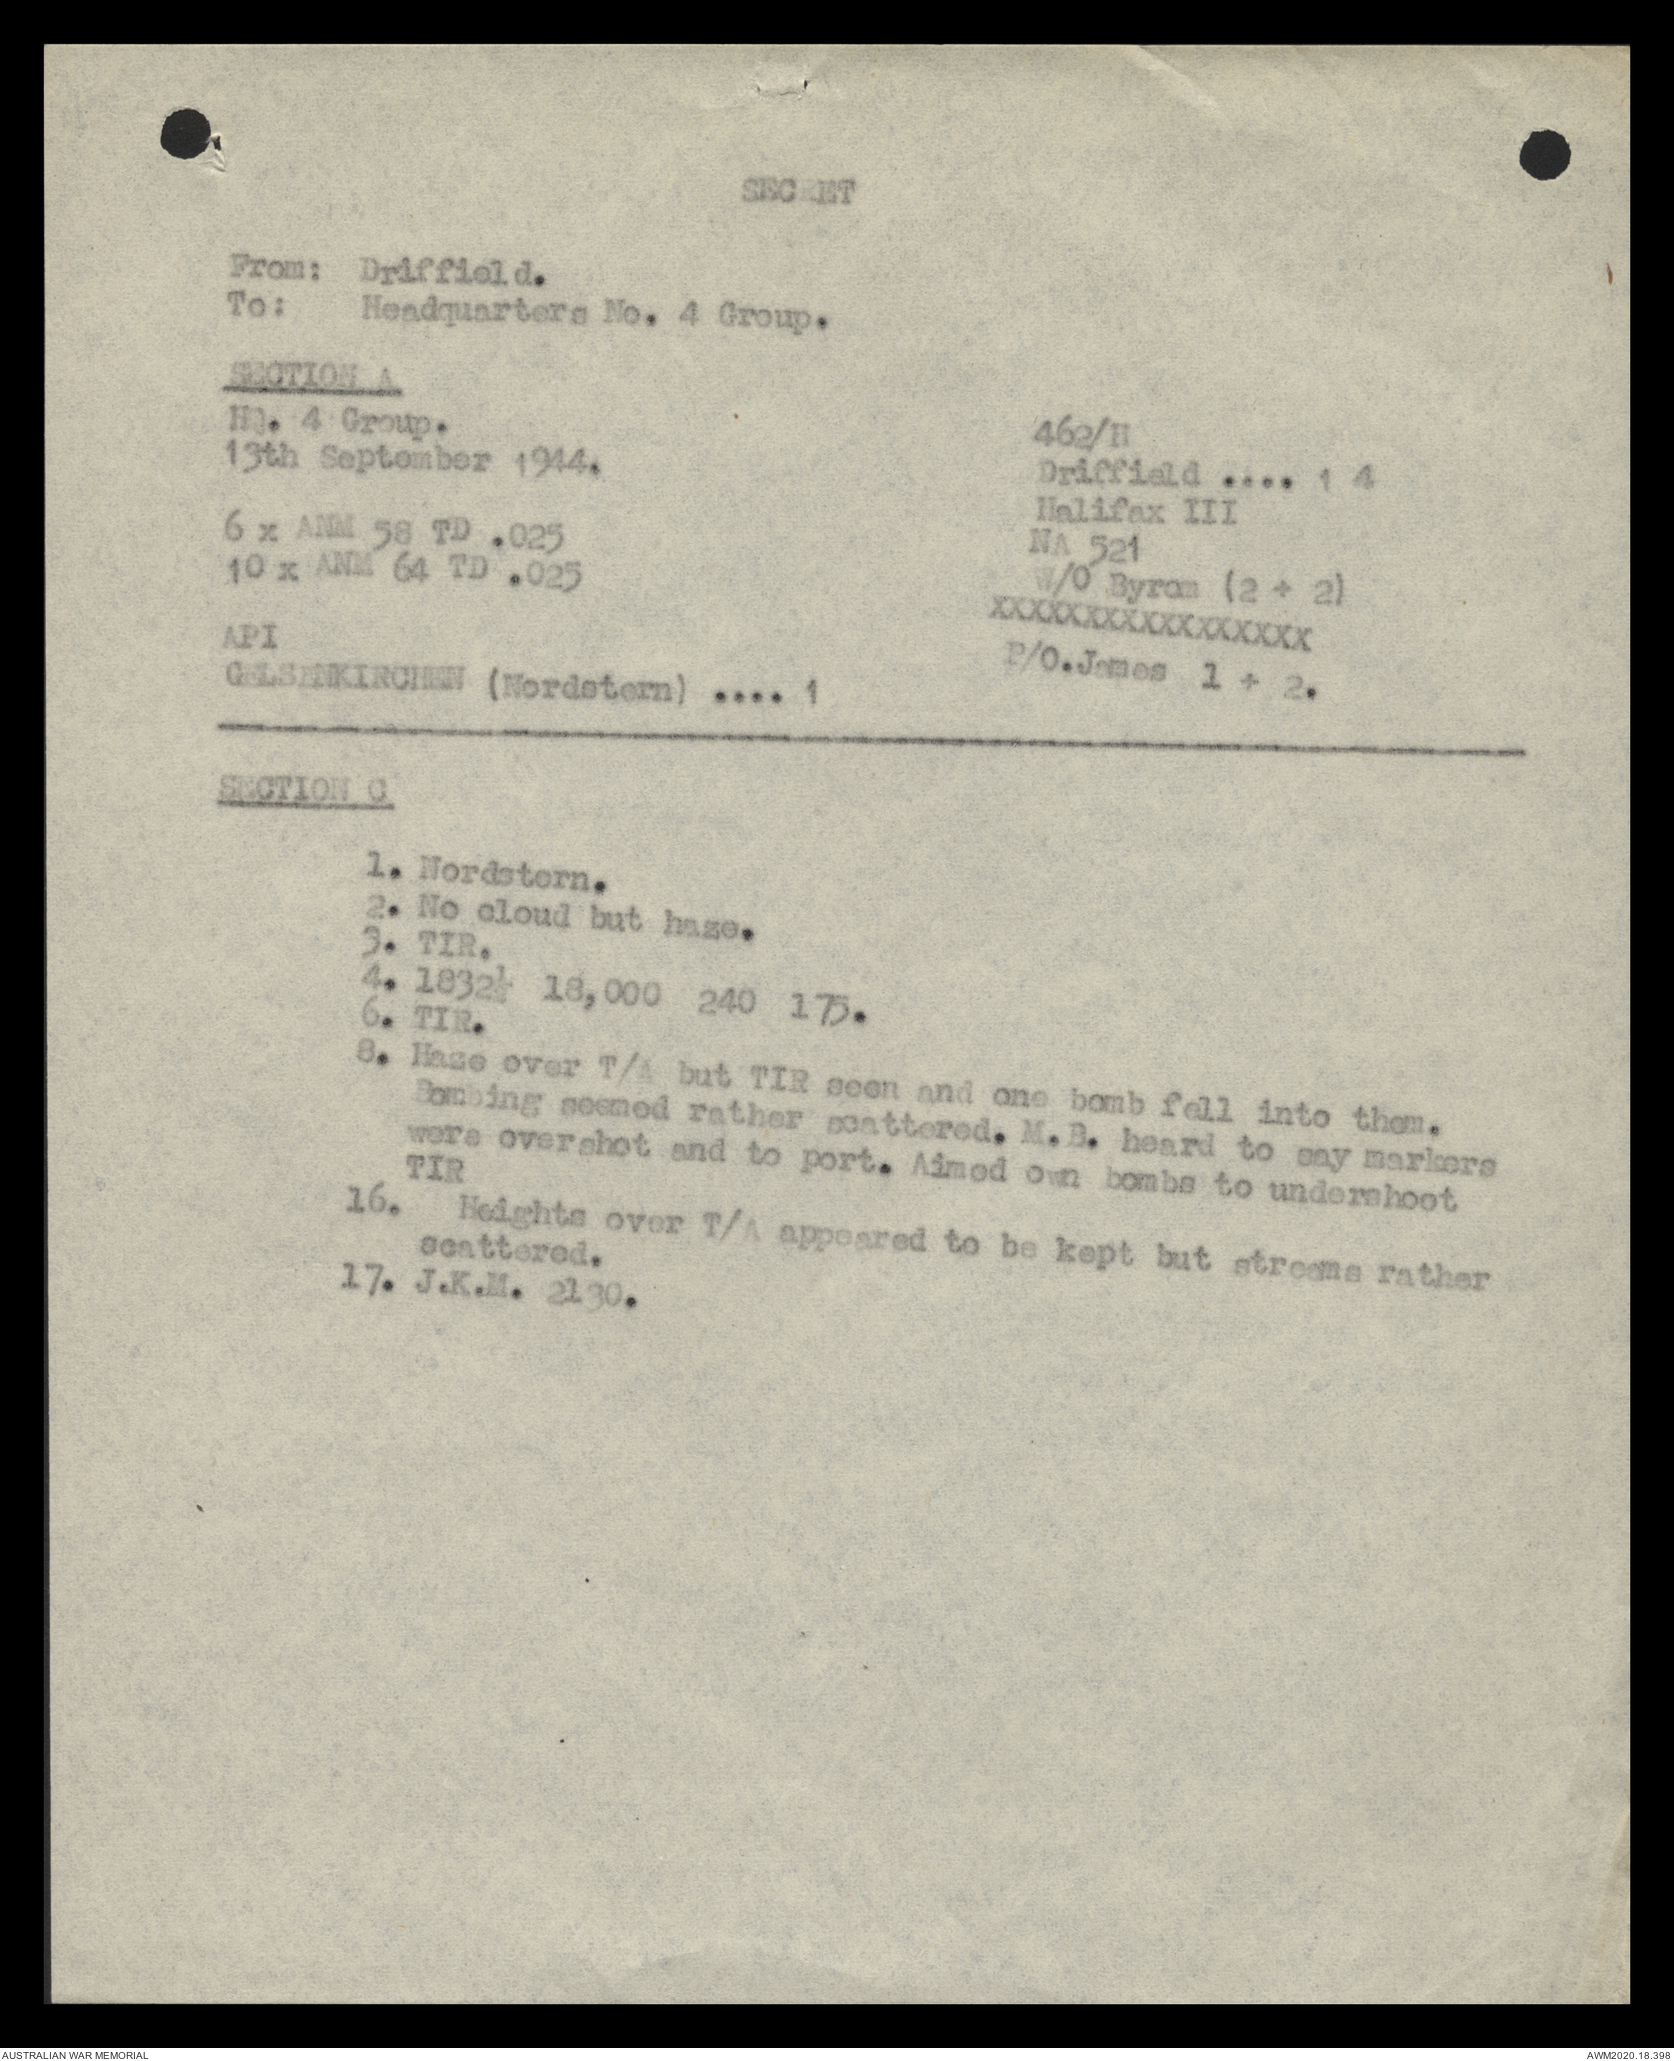 SECRET
From: Driffield.
To: Headquarters No. 4 Group.
SECTION A
HQ. 4 Group.
13th September 1944.
6 x ANM 58 TD .025
10 x ANM 64 TD .025
API
GELSENKIRCHEN (Nordstern) .... 1
462/H
Driffield .... 1 4
Halifax III
NA 521
W/O Byrom (2 + 2)
XXXXXXXXXXXXXXXXX
P/O.James 1 + 2.
SECTION C
1. Nordstern.
2. No cloud but haze.
3. TIR.
4. 1832½ 18,000 240 175.
6. TIR.
8. Haze over T/A but TIR seen and one bomb fell into them.
Bombing seemed rather scattered. M.B. heard to say markers
were overshot and to port. Aimed own bombs to undershoot
TIR
16. Heights over T/A appeared to be kept but streams rather
scattered.
17. J.K.M. 2130.
AUSTRALIAN WAR MEMORIAL
AWM2020.18.398